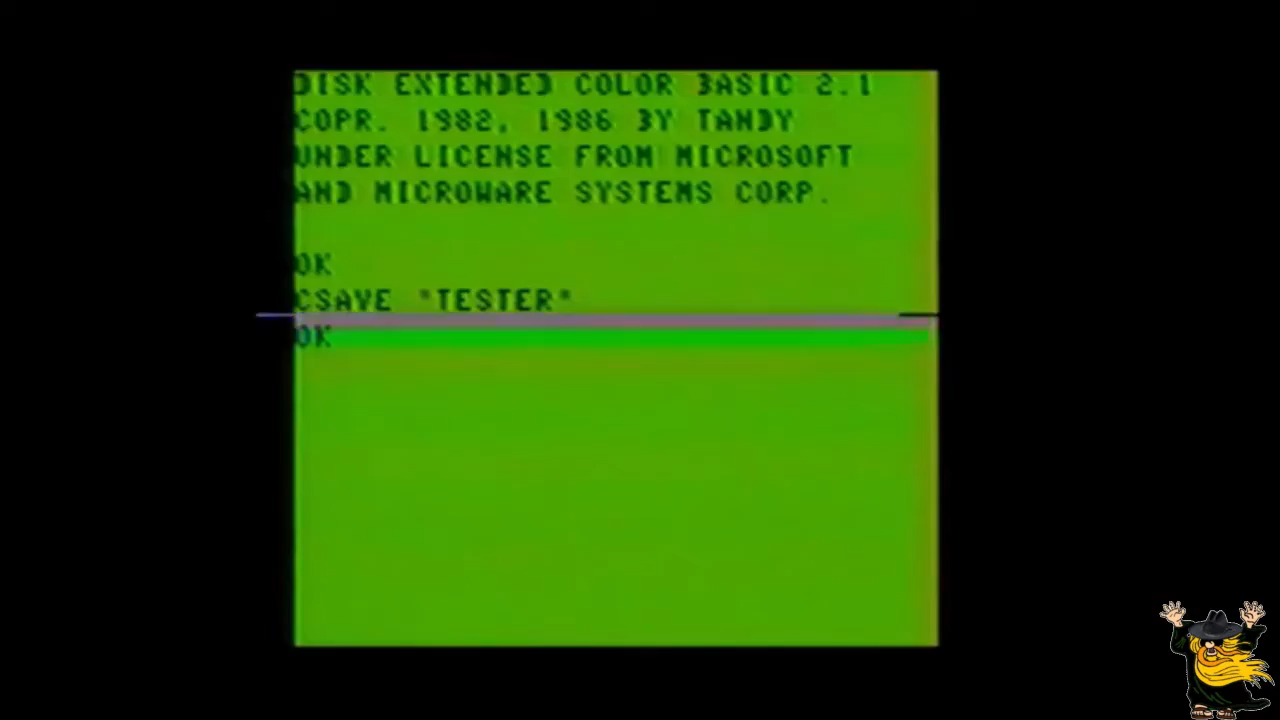 DISK EXTENDED COLOR BASIC 2.1
COPR. 1982, 1986 BY TANDY
UNDER LICENSE FROM MICROSOFT
AND MICROWARE SYSTEMS CORP.
OK
CSAVE "TESTER"
OK